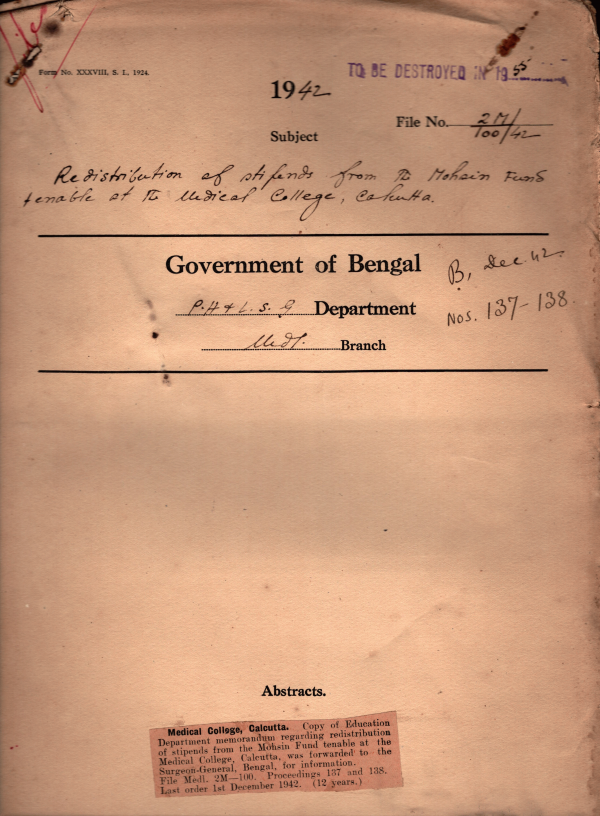 Form No. XXXVIII, S. I., 1924.
TO BE DESTROYED IN 1955
1942
File No. 2M/100/42
Subject
Redistribution of stipends from the Mohsin Fund
tenable at the Medical College, Calcutta.
Government of Bengal
B, Dec 42
P.H & L.S.G Department
Nos. 137-138.
Medl. Branch
Abstracts.
Medical College, Calcutta. Copy of Education
Department memorandum regarding redistribution
of stipends from the Mohsin Fund tenable at the
Medical College, Calcutta, was forwarded to the
Surgeon-General, Bengal, for information.
File Medl. 2M—100. Proceedings 137 and 138.
Last order 1st December 1942. (12 years.)